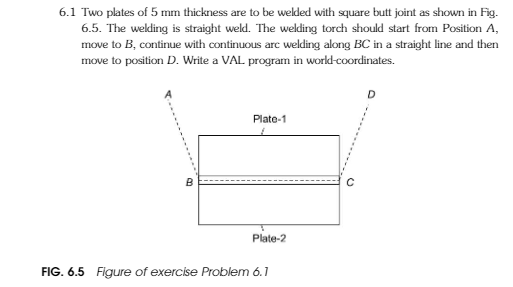 6.1 Two plates of 5 mm thickness are to be welded with square butt joint as shown in Fig.
6.5. The welding is straight weld. The welding torch should start from Position A,
move to B, continue with continuous arc welding along BC in a straight line and then
move to position D. Write a VAL program in world-coordinates.
A
D
Plate-1
B
C
Plate-2
FIG. 6.5 Figure of exercise Problem 6.1